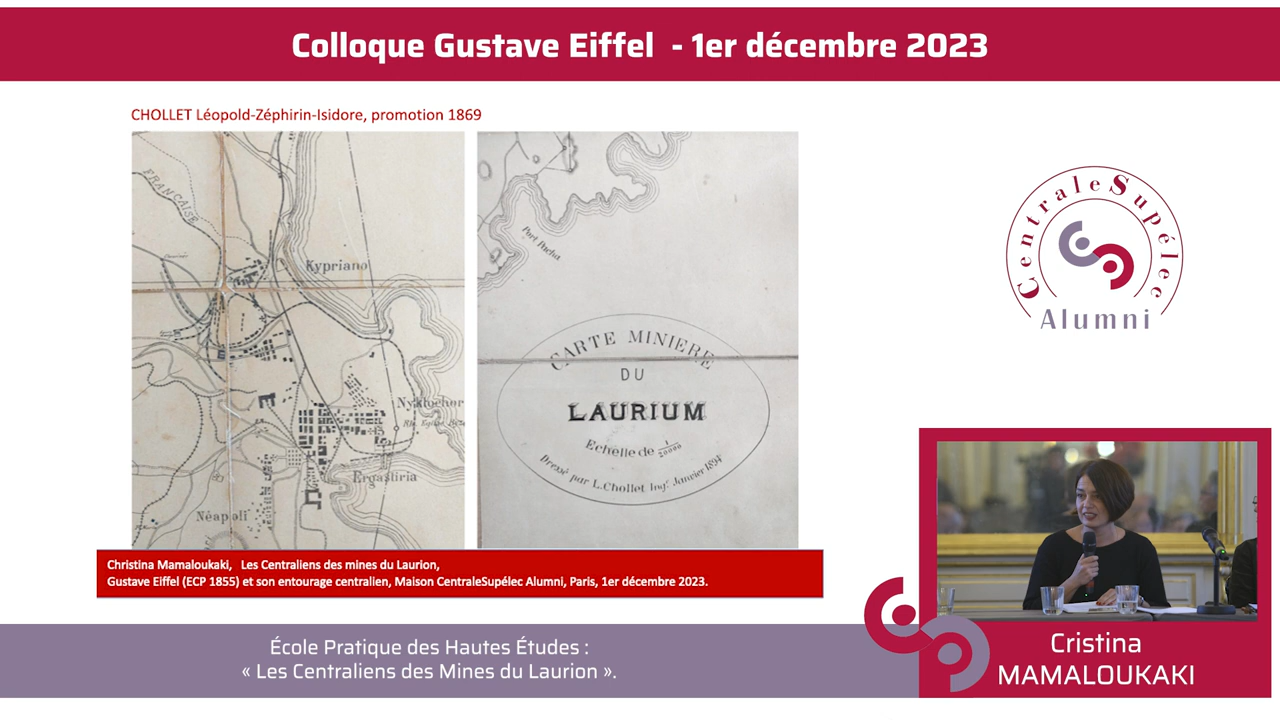 Colloque Gustave Eiffel - 1er décembre 2023
CHOLLET Léopold-Zéphirin-Isidore, promotion 1869
FRANÇAISE
Kypriano
Ergastiria
Néapoli
CARTE MINIERE
DU
LAURIUM
Echelle de 1/20000
Dressé par L.Chollet Ingr Janvier 1894
CentraleSupélec
Alumni
Christina Mamaloukaki, Les Centraliens des mines du Laurion,
Gustave Eiffel (ECP 1855) et son entourage centralien, Maison CentraleSupélec Alumni, Paris, 1er décembre 2023.
École Pratique des Hautes Études :
« Les Centraliens des Mines du Laurion ».
Cristina
MAMALOUKAKI